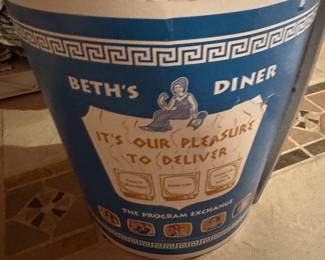 BETH'S DINER
IT'S OUR PLEASURE
TO DELIVER
THE PROGRAM EXCHANGE